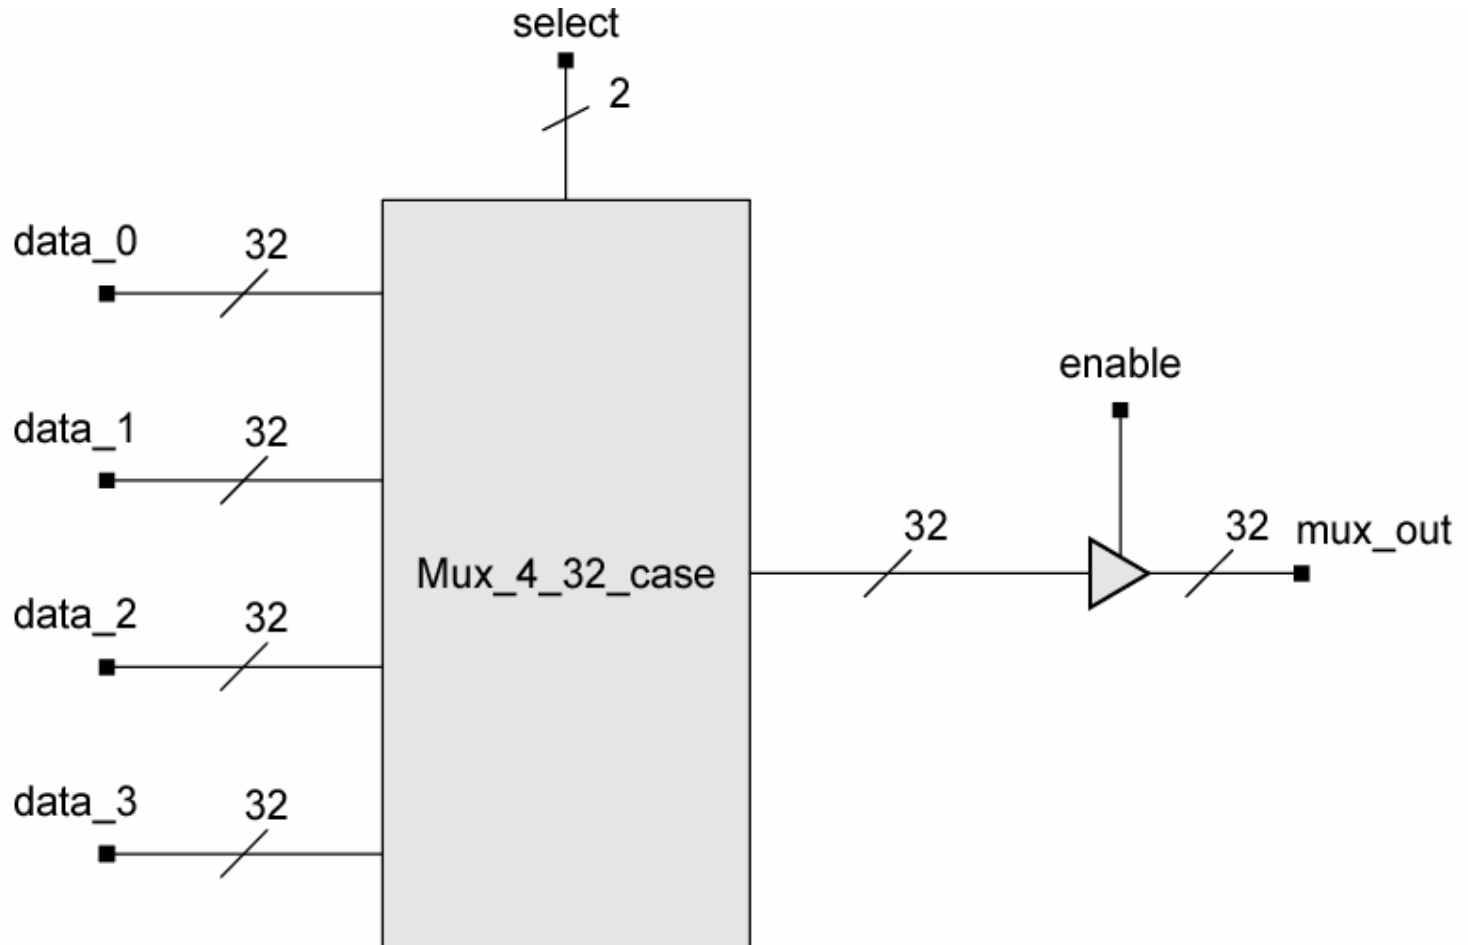 select
2
data_0
32
data_1
32
enable
32
32
mux_out
Mux_4_32_case
data_2
32
data_3
32